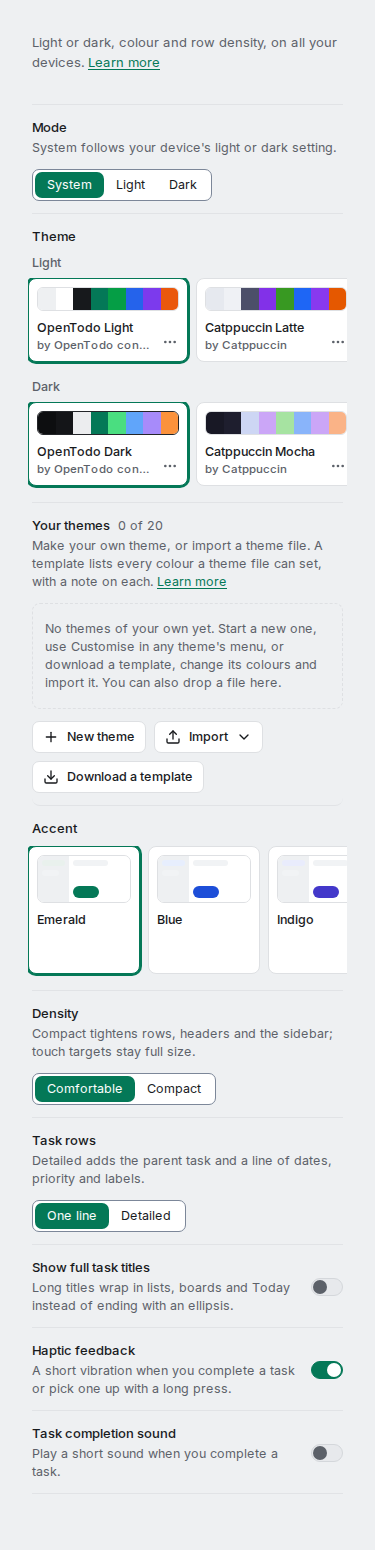 Light or dark, colour and row density, on all your
devices. Learn more
Mode
System follows your device's light or dark setting.
System Light Dark
Theme
Light
OpenTodo Light
by OpenTodo con...
Catppuccin Latte
by Catppuccin
Dark
OpenTodo Dark
by OpenTodo con...
Catppuccin Mocha
by Catppuccin
Your themes 0 of 20
Make your own theme, or import a theme file. A
template lists every colour a theme file can set,
with a note on each. Learn more
No themes of your own yet. Start a new one,
use Customise in any theme's menu, or
download a template, change its colours and
import it. You can also drop a file here.
New theme Import
Download a template
Accent
Emerald Blue Indigo
Density
Compact tightens rows, headers and the sidebar;
touch targets stay full size.
Comfortable Compact
Task rows
Detailed adds the parent task and a line of dates,
priority and labels.
One line Detailed
Show full task titles
Long titles wrap in lists, boards and Today
instead of ending with an ellipsis.
Haptic feedback
A short vibration when you complete a task
or pick one up with a long press.
Task completion sound
Play a short sound when you complete a
task.